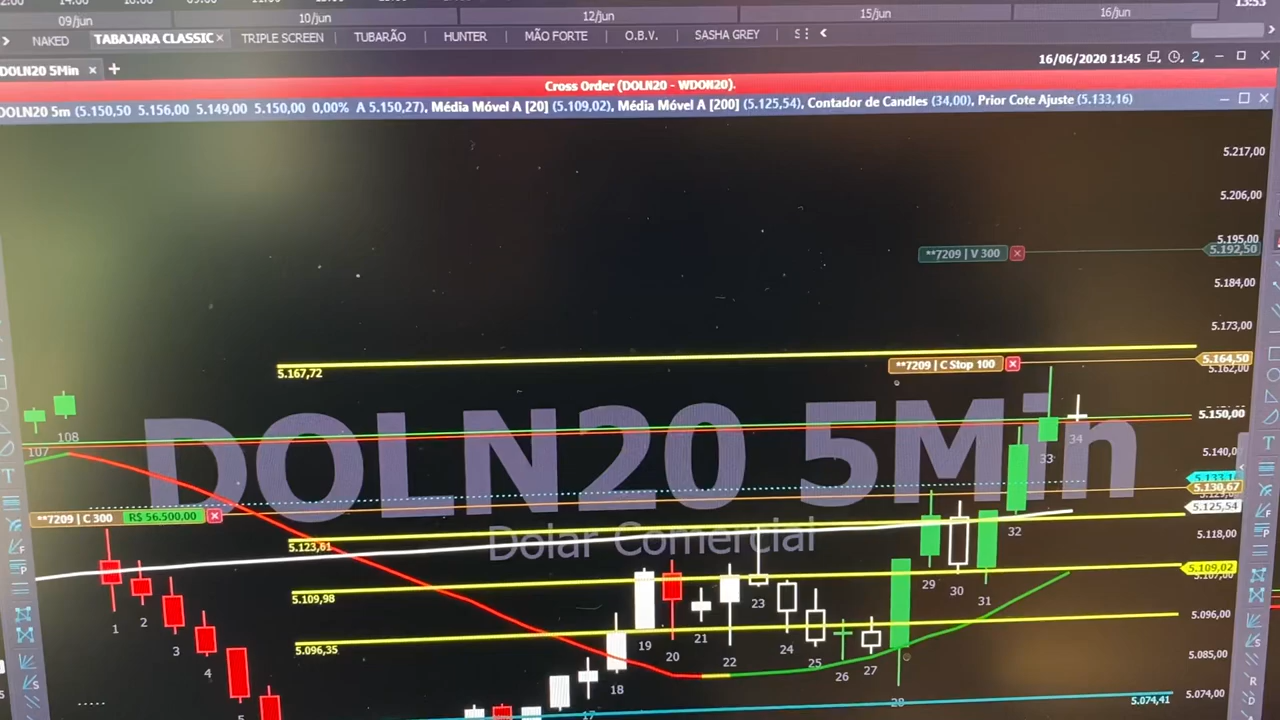 09/jun 10/jun 12/jun 15/jun 16/jun
NAKED TABAJARA CLASSIC × TRIPLE SCREEN TUBARÃO HUNTER MÃO FORTE O.B.V. SASHA GREY
DOLN20 5Min × + 16/06/2020 11:45
Cross Order (DOLN20 - WDON20).
DOLN20 5m (5.150,50 5.156,00 5.149,00 5.150,00 0,00% A 5.150,27), Média Móvel A [20] (5.109,02), Média Móvel A [200] (5.125,54), Contador de Candles (34,00), Prior Cote Ajuste (5.133,16)
5.217,00
5.206,00
5.195,00
**7209 | V 300 5.192,50
5.184,00
5.173,00
**7209 | C Stop 100 5.164,50
5.167,72 5.162,00
108 5.150,00
DOLN20 5Min
107 33 34 5.140,00
5.130,67
**7209 | C 300 R$ 56.500,00 5.125,54
Dolar Comercial 32 5.118,00
5.123,61
5.109,02
29 30 31
5.109,98 23
1 2 5.096,00
19 20 21 24
3 5.096,35 22 25 26 27 5.085,00
4 18
28 5.074,41 5.074,00
5 17